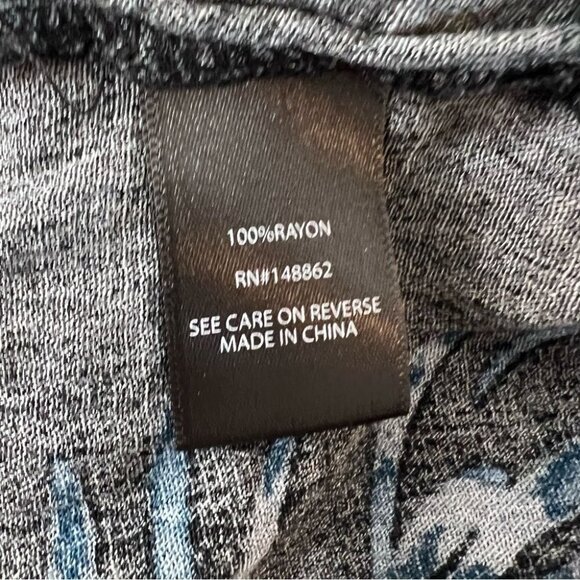 100%RAYON
RN#148862
SEE CARE ON REVERSE
MADE IN CHINA